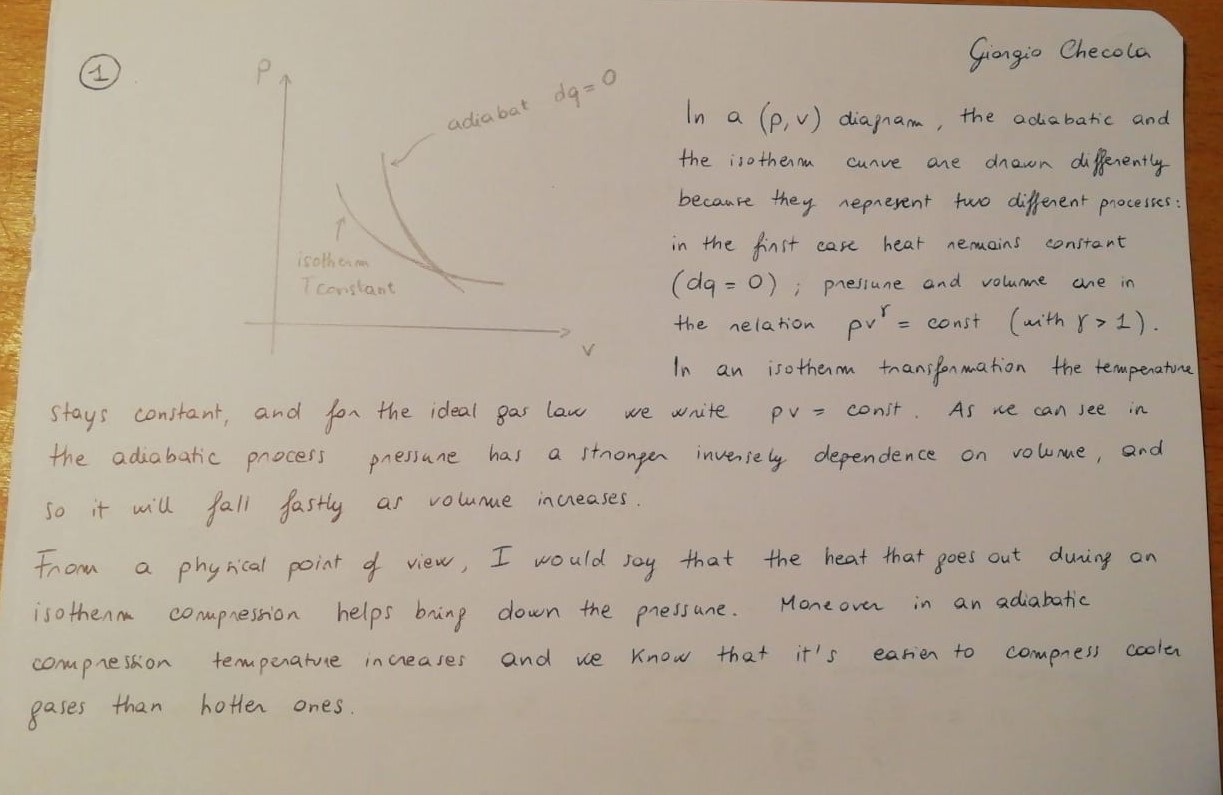 Giorgio Checola
1
P
adiabat dq = 0
isotherm
T constant
v
In a (p, v) diagram, the adiabatic and
the isotherm curve are drawn differently
because they represent two different processes:
in the first case heat remains constant
(dq = 0) ; pressure and volume are in
the relation pv^γ = const (with γ > 1).
In an isotherm transformation the temperature
stays constant, and for the ideal gas law we write pv = const. As we can see in
the adiabatic process pressure has a stronger inversely dependence on volume, and
so it will fall fastly as volume increases.
From a physical point of view, I would say that the heat that goes out during an
isotherm compression helps bring down the pressure. Moreover in an adiabatic
compression temperature increases and we know that it's easier to compress cooler
gases than hotter ones.